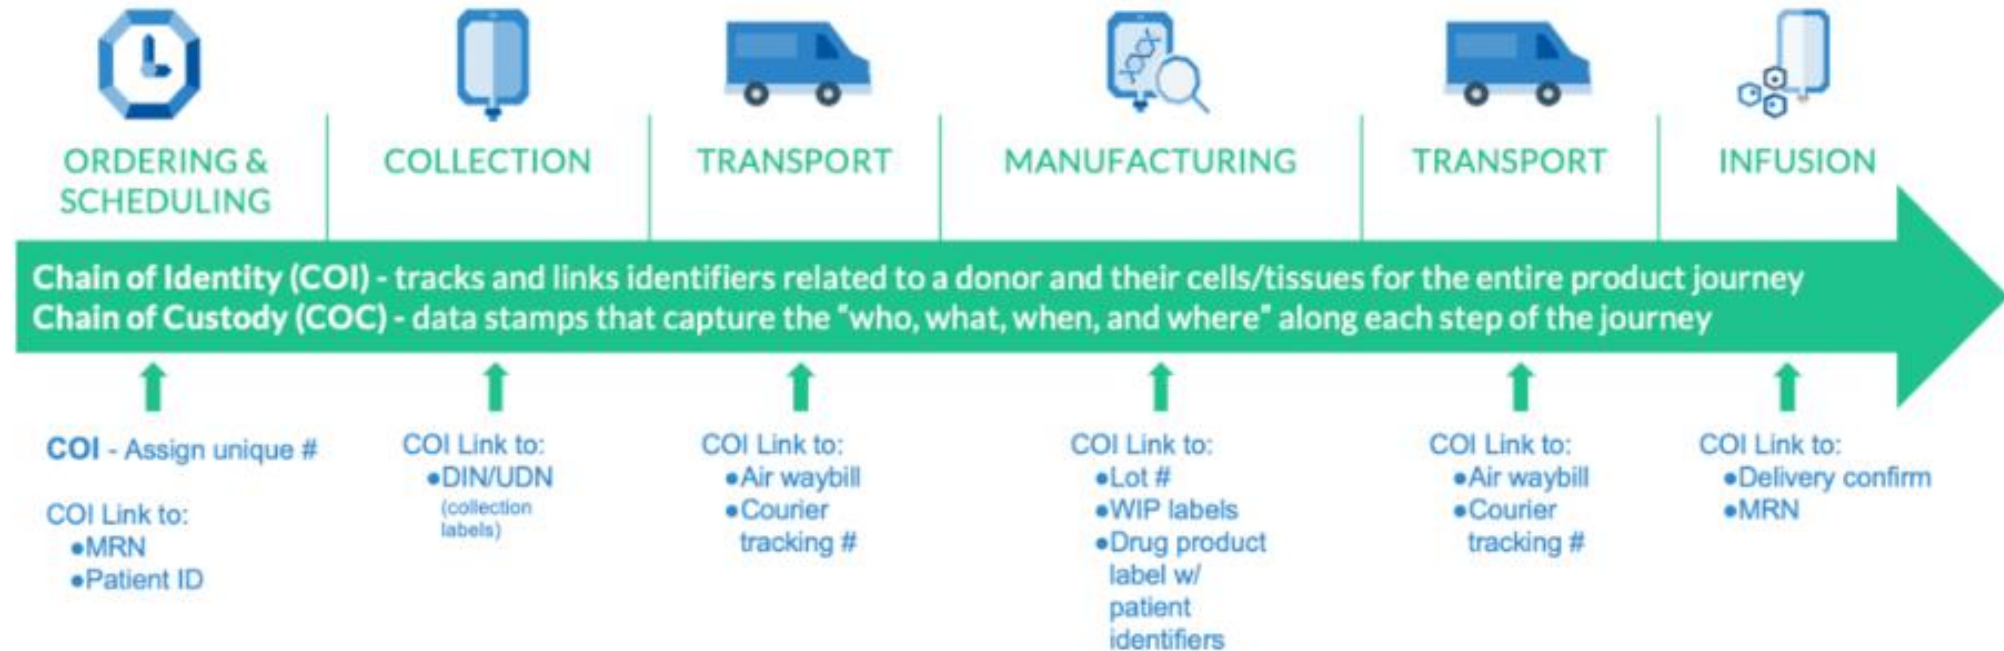 ORDERING &
SCHEDULING
COLLECTION
TRANSPORT
MANUFACTURING
TRANSPORT
INFUSION
Chain of Identity (COI) - tracks and links identifiers related to a donor and their cells/tissues for the entire product journey
Chain of Custody (COC) - data stamps that capture the "who, what, when, and where" along each step of the journey
COI - Assign unique #
COI Link to:
●MRN
●Patient ID
COI Link to:
●DIN/UDN
(collection
labels)
COI Link to:
●Air waybill
●Courier
tracking #
COI Link to:
●Lot #
●WIP labels
●Drug product
label w/
patient
identifiers
COI Link to:
●Air waybill
●Courier
tracking #
COI Link to:
●Delivery confirm
●MRN